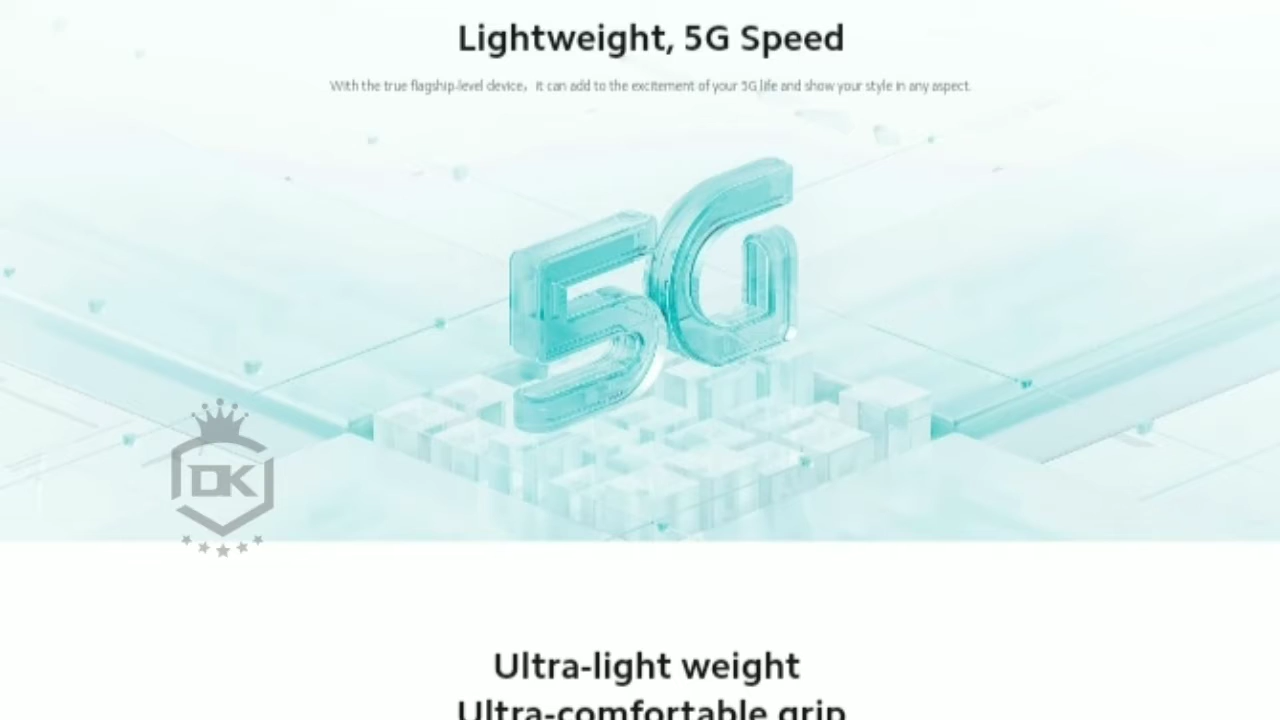 Lightweight, 5G Speed
With the true flagship-level device，it can add to the excitement of your 5G life and show your style in any aspect.
5G
DK
Ultra-light weight
Ultra-comfortable grip